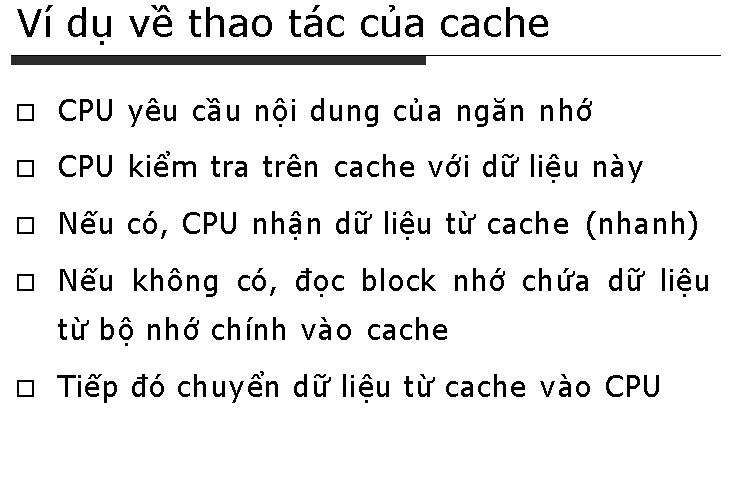 Ví dụ về thao tác của cache
CPU yêu cầu nội dung của ngăn nhớ
CPU kiểm tra trên cache với dữ liệu này
Nếu có, CPU nhận dữ liệu từ cache (nhanh)
Nếu không có, đọc block nhớ chứa dữ liệu
từ bộ nhớ chính vào cache
Tiếp đó chuyển dữ liệu từ cache vào CPU